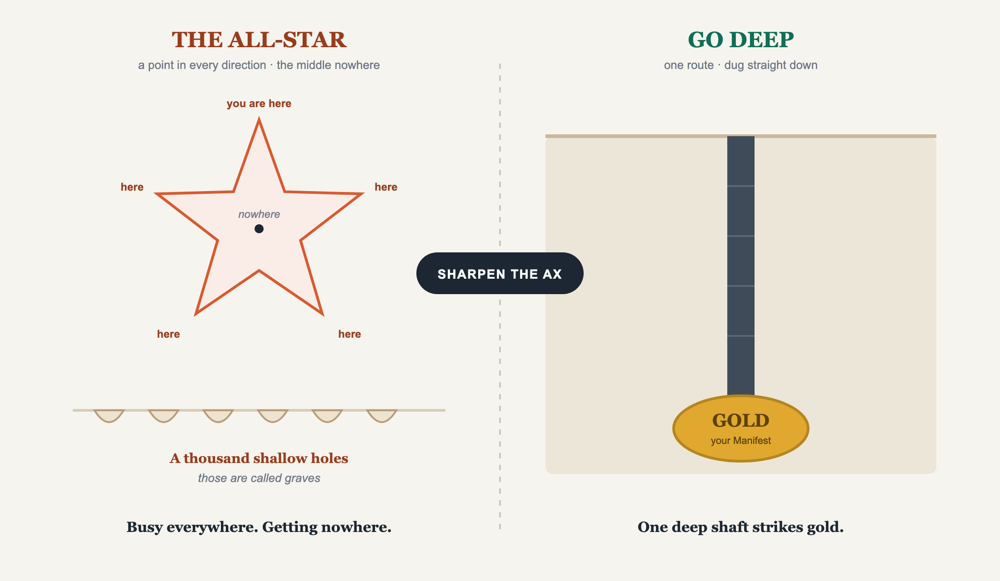 THE ALL-STAR
a point in every direction · the middle nowhere
you are here
here
here
nowhere
here
here
A thousand shallow holes
those are called graves
Busy everywhere. Getting nowhere.
SHARPEN THE AX
GO DEEP
one route · dug straight down
GOLD
your Manifest
One deep shaft strikes gold.